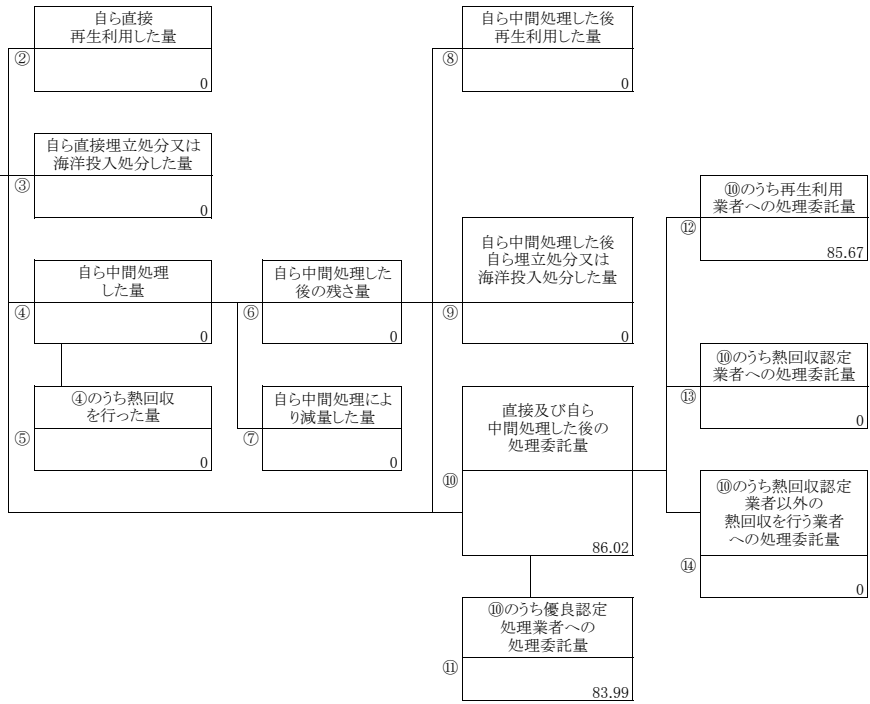 自ら直接
再生利用した量
②
0
自ら直接埋立処分又は
海洋投入処分した量
③
0
自ら中間処理
した量
④
0
④のうち熱回収
を行った量
⑤
0
自ら中間処理した
後の残さ量
⑥
0
自ら中間処理によ
り減量した量
⑦
0
自ら中間処理した後
再生利用した量
⑧
0
自ら中間処理した後
自ら埋立処分又は
海洋投入処分した量
⑨
0
直接及び自ら
中間処理した後の
処理委託量
⑩
86.02
⑩のうち優良認定
処理業者への
処理委託量
⑪
83.99
⑩のうち再生利用
業者への処理委託量
⑫
85.67
⑩のうち熱回収認定
業者への処理委託量
⑬
0
⑩のうち熱回収認定
業者以外の
熱回収を行う業者
への処理委託量
⑭
0